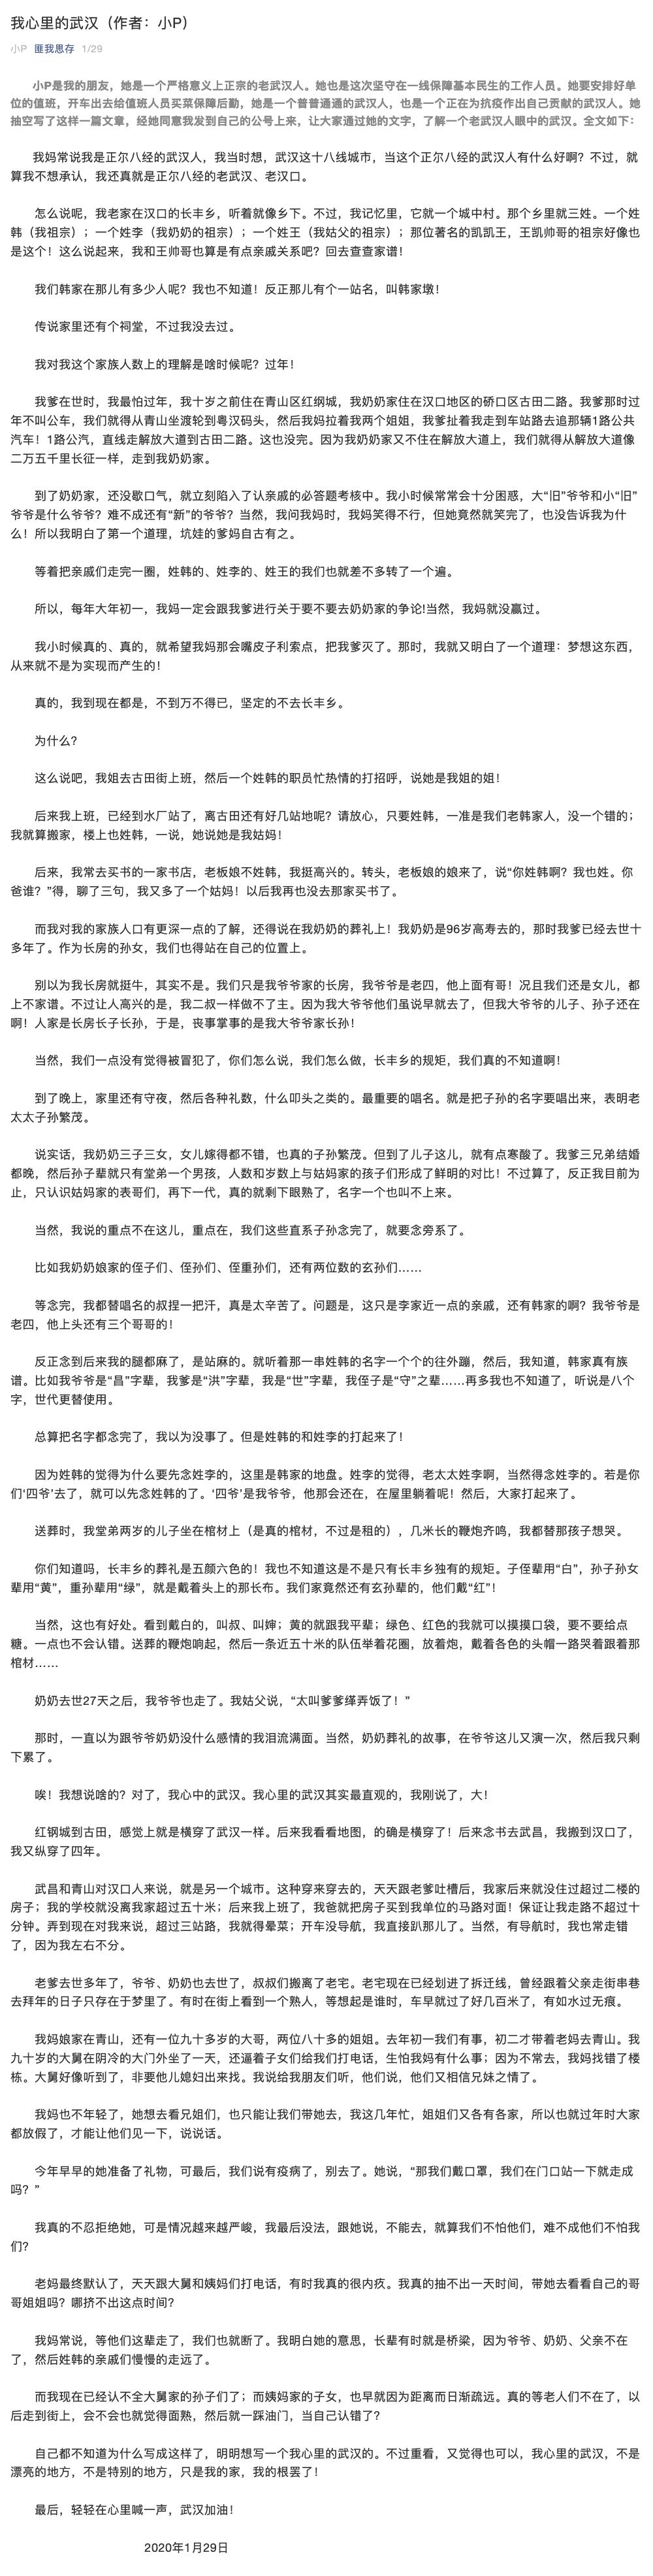 我心里的武汉（作者：小P）
小P 匪我思存 1/29
小P是我的朋友，她是一个严格意义上正宗的老武汉人。她也是这次坚守在一线保障基本民生的工作人员。她要安排好单
位的值班，开车出去给值班人员买菜保障后勤，她是一个普普通通的武汉人，也是一个正在为抗疫作出自己贡献的武汉人。她
抽空写了这样一篇文章，经她同意我发到自己的公号上来，让大家通过她的文字，了解一个老武汉人眼中的武汉。全文如下：
我妈常说我是正尔八经的武汉人，我当时想，武汉这十八线城市，当这个正尔八经的武汉人有什么好啊？不过，就
算我不想承认，我还真就是正尔八经的老武汉、老汉口。
怎么说呢，我老家在汉口的长丰乡，听着就像乡下。不过，我记忆里，它就一个城中村。那个乡里就三姓。一个姓
韩（我祖宗）；一个姓李（我奶奶的祖宗）；一个姓王（我姑父的祖宗）；那位著名的凯凯王，王凯帅哥的祖宗好像也
是这个！这么说起来，我和王帅哥也算是有点亲戚关系吧？回去查查家谱！
我们韩家在那儿有多少人呢？我也不知道！反正那儿有个一站名，叫韩家墩！
传说家里还有个祠堂，不过我没去过。
我对我这个家族人数上的理解是啥时候呢？过年！
我爹在世时，我最怕过年，我十岁之前住在青山区红纲城，我奶奶家住在汉口地区的硚口区古田二路。我爹那时过
年不叫公车，我们就得从青山坐渡轮到粤汉码头，然后我妈拉着我两个姐姐，我爹扯着我走到车站路去追那辆1路公共
汽车！1路公汽，直线走解放大道到古田二路。这也没完。因为我奶奶家又不住在解放大道上，我们就得从解放大道像
二万五千里长征一样，走到我奶奶家。
到了奶奶家，还没歇口气，就立刻陷入了认亲戚的必答题考核中。我小时候常常会十分困惑，大“旧”爷爷和小“旧”
爷爷是什么爷爷？难不成还有“新”的爷爷？当然，我问我妈时，我妈笑得不行，但她竟然就笑完了，也没告诉我为什
么！所以我明白了第一个道理，坑娃的爹妈自古有之。
等着把亲戚们走完一圈，姓韩的、姓李的、姓王的我们也就差不多转了一个遍。
所以，每年大年初一，我妈一定会跟我爹进行关于要不要去奶奶家的争论!当然，我妈就没赢过。
我小时候真的、真的，就希望我妈那会嘴皮子利索点，把我爹灭了。那时，我就又明白了一个道理：梦想这东西，
从来就不是为实现而产生的！
真的，我到现在都是，不到万不得已，坚定的不去长丰乡。
为什么?
这么说吧，我姐去古田街上班，然后一个姓韩的职员忙热情的打招呼，说她是我姐的姐！
后来我上班，已经到水厂站了，离古田还有好几站地呢？请放心，只要姓韩，一准是我们老韩家人，没一个错的；
我就算搬家，楼上也姓韩，一说，她说她是我姑妈！
后来，我常去买书的一家书店，老板娘不姓韩，我挺高兴的。转头，老板娘的娘来了，说“你姓韩啊？我也姓。你
爸谁？”得，聊了三句，我又多了一个姑妈！以后我再也没去那家买书了。
而我对我的家族人口有更深一点的了解，还得说在我奶奶的葬礼上！我奶奶是96岁高寿去的，那时我爹已经去世十
多年了。作为长房的孙女，我们也得站在自己的位置上。
别以为我长房就挺牛，其实不是。我们只是我爷爷家的长房，我爷爷是老四，他上面有哥！况且我们还是女儿，都
上不家谱。不过让人高兴的是，我二叔一样做不了主。因为我大爷爷他们虽说早就去了，但我大爷爷的儿子、孙子还在
啊！人家是长房长子长孙，于是，丧事掌事的是我大爷爷家长孙！
当然，我们一点没有觉得被冒犯了，你们怎么说，我们怎么做，长丰乡的规矩，我们真的不知道啊！
到了晚上，家里还有守夜，然后各种礼数，什么叩头之类的。最重要的唱名。就是把子孙的名字要唱出来，表明老
太太子孙繁茂。
说实话，我奶奶三子三女，女儿嫁得都不错，也真的子孙繁茂。但到了儿子这儿，就有点寒酸了。我爹三兄弟结婚
都晚，然后孙子辈就只有堂弟一个男孩，人数和岁数上与姑妈家的孩子们形成了鲜明的对比！不过算了，反正我目前为
止，只认识姑妈家的表哥们，再下一代，真的就剩下眼熟了，名字一个也叫不上来。
当然，我说的重点不在这儿，重点在，我们这些直系子孙念完了，就要念旁系了。
比如我奶奶娘家的侄子们、侄孙们、侄重孙们，还有两位数的玄孙们……
等念完，我都替唱名的叔捏一把汗，真是太辛苦了。问题是，这只是李家近一点的亲戚，还有韩家的啊？我爷爷是
老四，他上头还有三个哥哥的！
反正念到后来我的腿都麻了，是站麻的。就听着那一串姓韩的名字一个个的往外蹦，然后，我知道，韩家真有族
谱。比如我爷爷是“昌”字辈，我爹是“洪”字辈，我是“世”字辈，我侄子是“守”之辈……再多我也不知道了，听说是八个
字，世代更替使用。
总算把名字都念完了，我以为没事了。但是姓韩的和姓李的打起来了！
因为姓韩的觉得为什么要先念姓李的，这里是韩家的地盘。姓李的觉得，老太太姓李啊，当然得念姓李的。若是你
们‘四爷’去了，就可以先念姓韩的了。‘四爷’是我爷爷，他那会还在，在屋里躺着呢！然后，大家打起来了。
送葬时，我堂弟两岁的儿子坐在棺材上（是真的棺材，不过是租的），几米长的鞭炮齐鸣，我都替那孩子想哭。
你们知道吗，长丰乡的葬礼是五颜六色的！我也不知道这是不是只有长丰乡独有的规矩。子侄辈用“白”，孙子孙女
辈用“黄”，重孙辈用“绿”，就是戴着头上的那长布。我们家竟然还有玄孙辈的，他们戴“红”！
当然，这也有好处。看到戴白的，叫叔、叫婶；黄的就跟我平辈；绿色、红色的我就可以摸摸口袋，要不要给点
糖。一点也不会认错。送葬的鞭炮响起，然后一条近五十米的队伍举着花圈，放着炮，戴着各色的头帽一路哭着跟着那
棺材……
奶奶去世27天之后，我爷爷也走了。我姑父说，“太叫爹爹绎弄饭了！”
那时，一直以为跟爷爷奶奶没什么感情的我泪流满面。当然，奶奶葬礼的故事，在爷爷这儿又演一次，然后我只剩
下累了。
唉！我想说啥的？对了，我心中的武汉。我心里的武汉其实最直观的，我刚说了，大！
红钢城到古田，感觉上就是横穿了武汉一样。后来我看看地图，的确是横穿了！后来念书去武昌，我搬到汉口了，
我又纵穿了四年。
武昌和青山对汉口人来说，就是另一个城市。这种穿来穿去的，天天跟老爹吐槽后，我家后来就没住过超过二楼的
房子；我的学校就没离我家超过五十米；后来我上班了，我爸就把房子买到我单位的马路对面！保证让我走路不超过十
分钟。弄到现在对我来说，超过三站路，我就得晕菜；开车没导航，我直接趴那儿了。当然，有导航时，我也常走错
了，因为我左右不分。
老爹去世多年了，爷爷、奶奶也去世了，叔叔们搬离了老宅。老宅现在已经划进了拆迁线，曾经跟着父亲走街串巷
去拜年的日子只存在于梦里了。有时在街上看到一个熟人，等想起是谁时，车早就过了好几百米了，有如水过无痕。
我妈娘家在青山，还有一位九十多岁的大哥，两位八十多的姐姐。去年初一我们有事，初二才带着老妈去青山。我
九十岁的大舅在阴冷的大门外坐了一天，还逼着子女们给我们打电话，生怕我妈有什么事；因为不常去，我妈找错了楼
栋。大舅好像听到了，非要他儿媳妇出来找。我说给我朋友们听，他们说，他们又相信兄妹之情了。
我妈也不年轻了，她想去看兄姐们，也只能让我们带她去，我这几年忙，姐姐们又各有各家，所以也就过年时大家
都放假了，才能让他们见一下，说说话。
今年早早的她准备了礼物，可最后，我们说有疫病了，别去了。她说，“那我们戴口罩，我们在门口站一下就走成
吗？”
我真的不忍拒绝她，可是情况越来越严峻，我最后没法，跟她说，不能去，就算我们不怕他们，难不成他们不怕我
们？
老妈最终默认了，天天跟大舅和姨妈们打电话，有时我真的很内疚。我真的抽不出一天时间，带她去看看自己的哥
哥姐姐吗？哪挤不出这点时间？
我妈常说，等他们这辈走了，我们也就断了。我明白她的意思，长辈有时就是桥梁，因为爷爷、奶奶、父亲不在
了，然后姓韩的亲戚们慢慢的走远了。
而我现在已经认不全大舅家的孙子们了；而姨妈家的子女，也早就因为距离而日渐疏远。真的等老人们不在了，以
后走到街上，会不会也就觉得面熟，然后就一踩油门，当自己认错了？
自己都不知道为什么写成这样了，明明想写一个我心里的武汉的。不过重看，又觉得也可以，我心里的武汉，不是
漂亮的地方，不是特别的地方，只是我的家，我的根罢了！
最后，轻轻在心里喊一声，武汉加油！
2020年1月29日